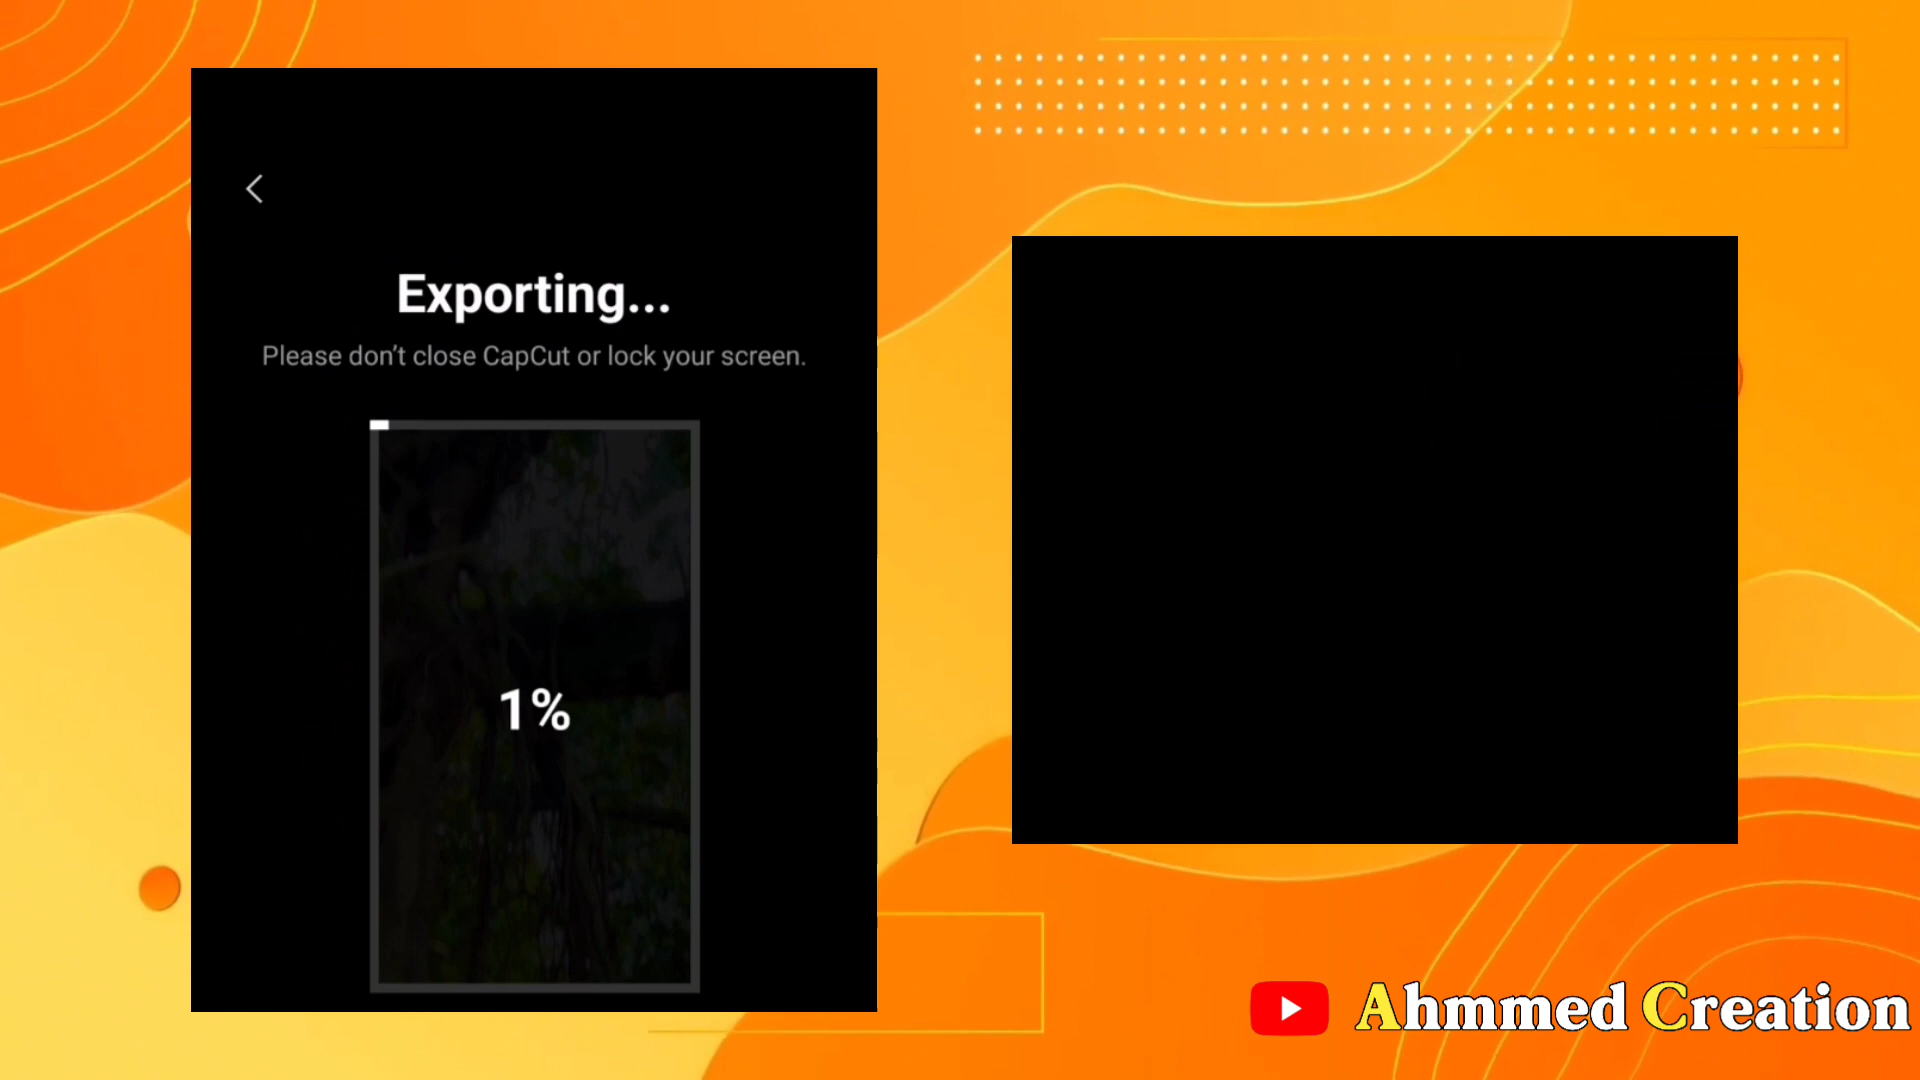 Exporting...
Please don’t close CapCut or lock your screen.
1%
Ahmmed Creation